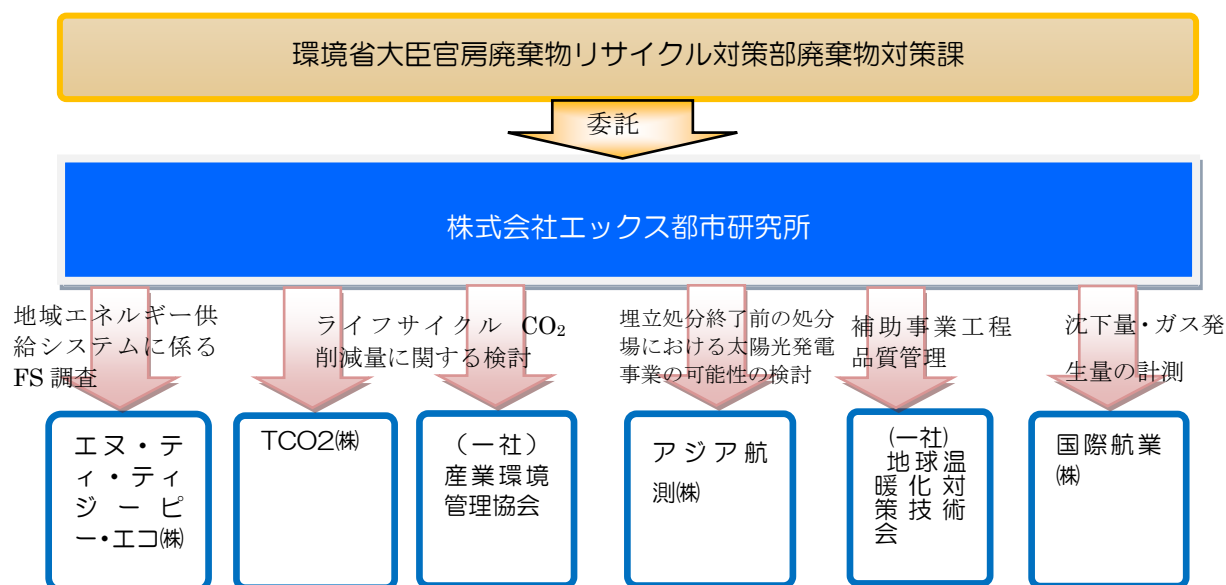 環境省大臣官房廃棄物リサイクル対策部廃棄物対策課
委託
株式会社エックス都市研究所
地域エネルギー供
給システムに係る
FS 調査
ライフサイクル CO₂
削減量に関する検討
埋立処分終了前の処分
場における太陽光発電
事業の可能性の検討
補助事業工程
品質管理
沈下量・ガス発
生量の計測
エヌ・テ
ィ・ティ
ジーピ
ー・エコ㈱
TCO2㈱
（一社）
産業環境
管理協会
アジア航
測㈱
(一社)
地球温
暖化対
策技術
会
国際航業
㈱